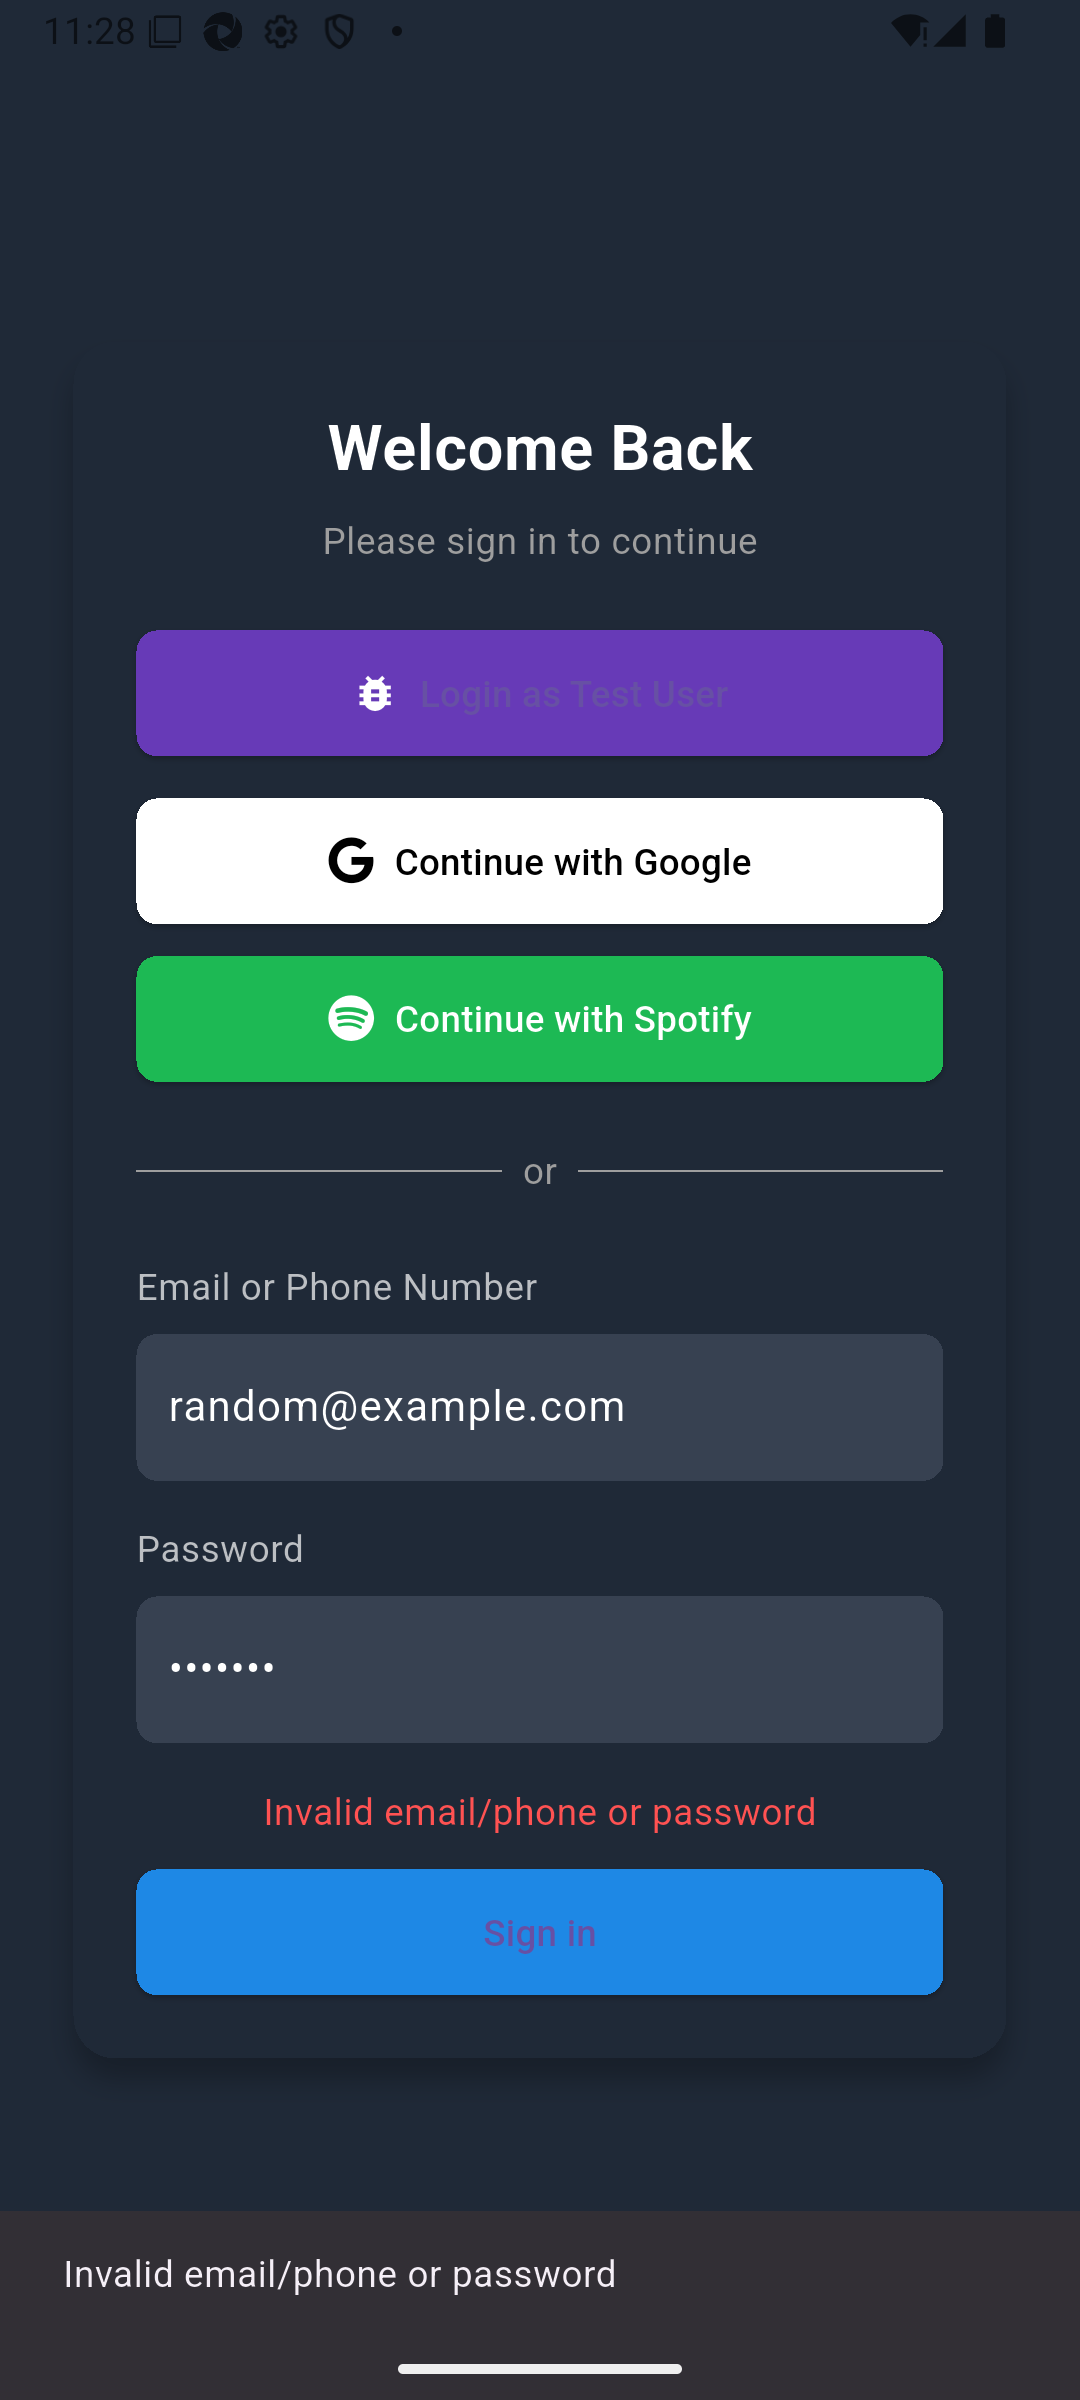 11:28
Welcome Back
Please sign in to continue
Login as Test User
Continue with Google
Continue with Spotify
or
Email or Phone Number
random@example.com
Password
•••••••
Invalid email/phone or password
Sign in
Invalid email/phone or password